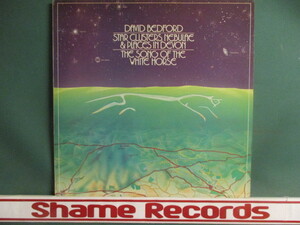 DAVID BEDFORD
STAR CLUSTERS, NEBULAE
& PLACES IN DEVON
THE SONG OF THE
WHITE HORSE
Shame Records